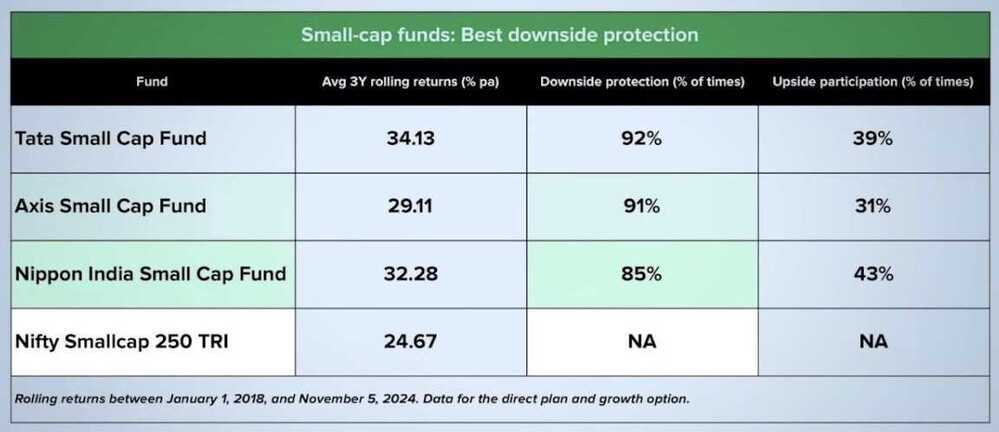 Small-cap funds: Best downside protection
Fund Avg 3Y rolling returns (% pa) Downside protection (% of times) Upside participation (% of times)
Tata Small Cap Fund 34.13 92% 39%
Axis Small Cap Fund 29.11 91% 31%
Nippon India Small Cap Fund 32.28 85% 43%
Nifty Smallcap 250 TRI 24.67 NA NA
Rolling returns between January 1, 2018, and November 5, 2024. Data for the direct plan and growth option.